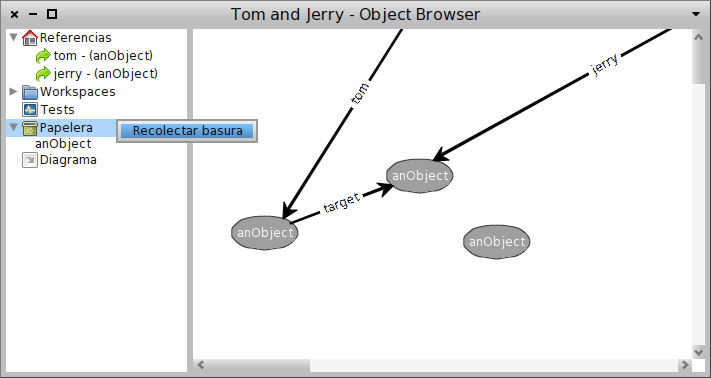 Tom and Jerry - Object Browser
Referencias
tom - (anObject)
jerry - (anObject)
Workspaces
Tests
Papelera
Recolectar basura
anObject
Diagrama
tom
jerry
anObject
target
anObject
anObject